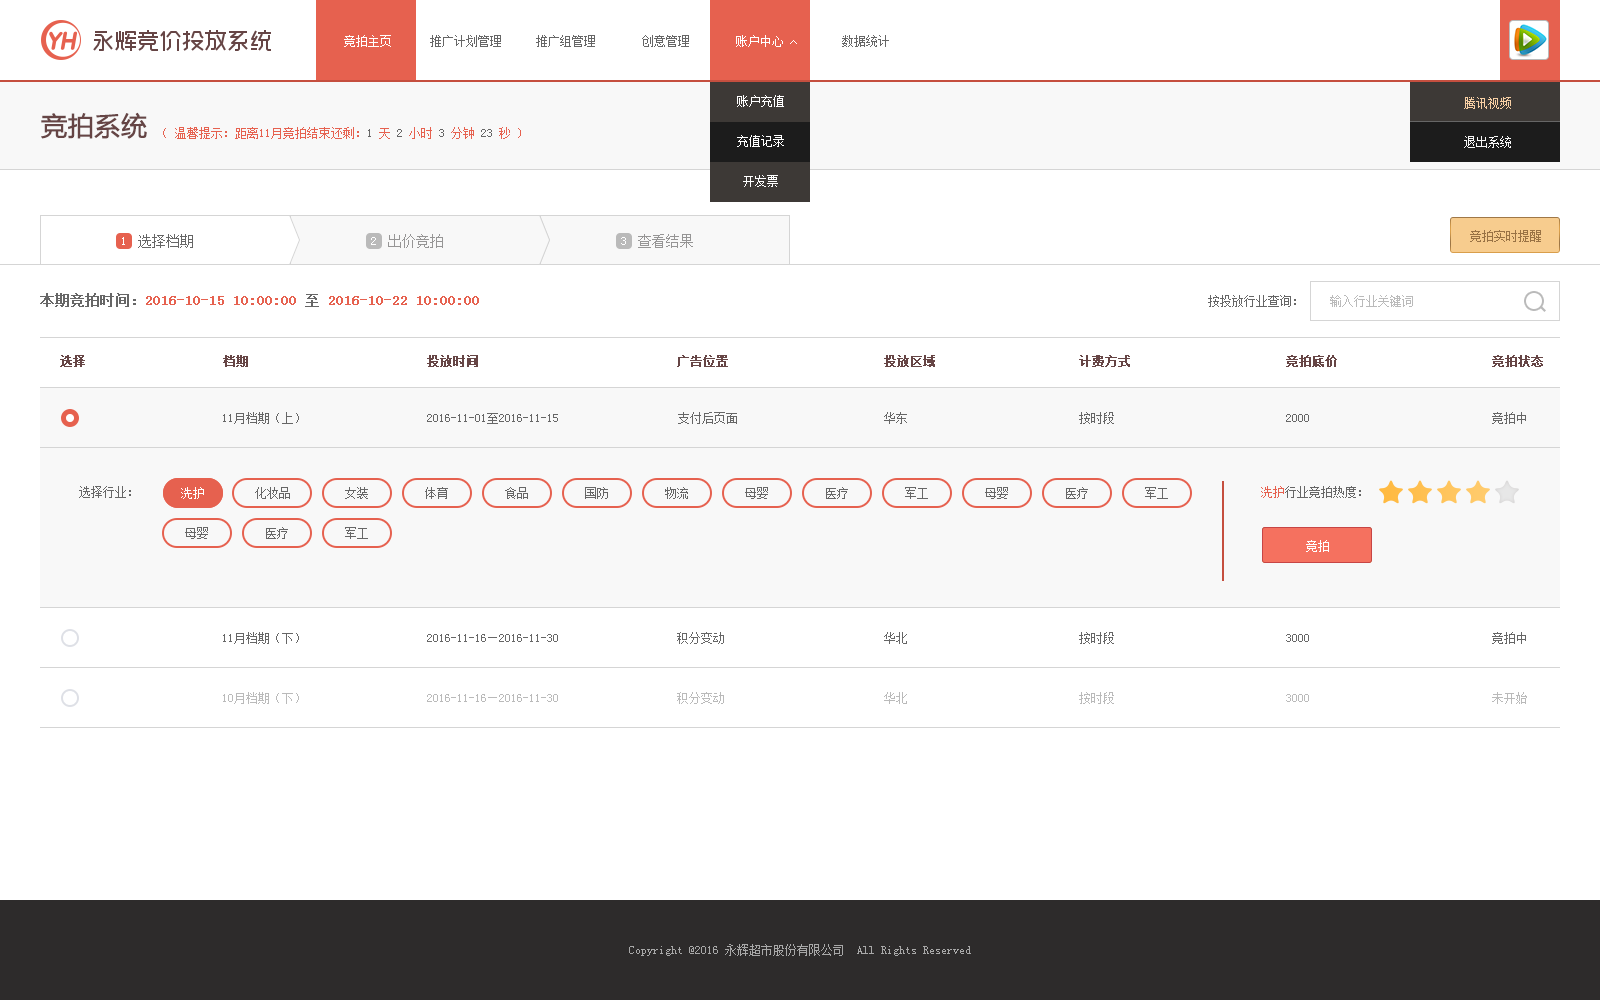 YH 永辉竞价投放系统 竞拍主页 推广计划管理 推广组管理 创意管理 账户中心 数据统计
账户充值
充值记录
开发票
腾讯视频
退出系统
竞拍系统 （ 温馨提示：距离11月竞拍结束还剩：1 天 2 小时 3 分钟 23 秒 ）
1 选择档期 2 出价竞拍 3 查看结果 竞拍实时提醒
本期竞拍时间：2016-10-15 10:00:00 至 2016-10-22 10:00:00 按投放行业查询： 输入行业关键词
选择 档期 投放时间 广告位置 投放区域 计费方式 竞拍底价 竞拍状态
11月档期（上） 2016-11-01至2016-11-15 支付后页面 华东 按时段 2000 竞拍中
选择行业： 洗护 化妆品 女装 体育 食品 国防 物流 母婴 医疗 军工 母婴 医疗 军工 洗护行业竞拍热度：
母婴 医疗 军工 竞拍
11月档期（下） 2016-11-16—2016-11-30 积分变动 华北 按时段 3000 竞拍中
10月档期（下） 2016-11-16—2016-11-30 积分变动 华北 按时段 3000 未开始
Copyright @2016 永辉超市股份有限公司 All Rights Reserved